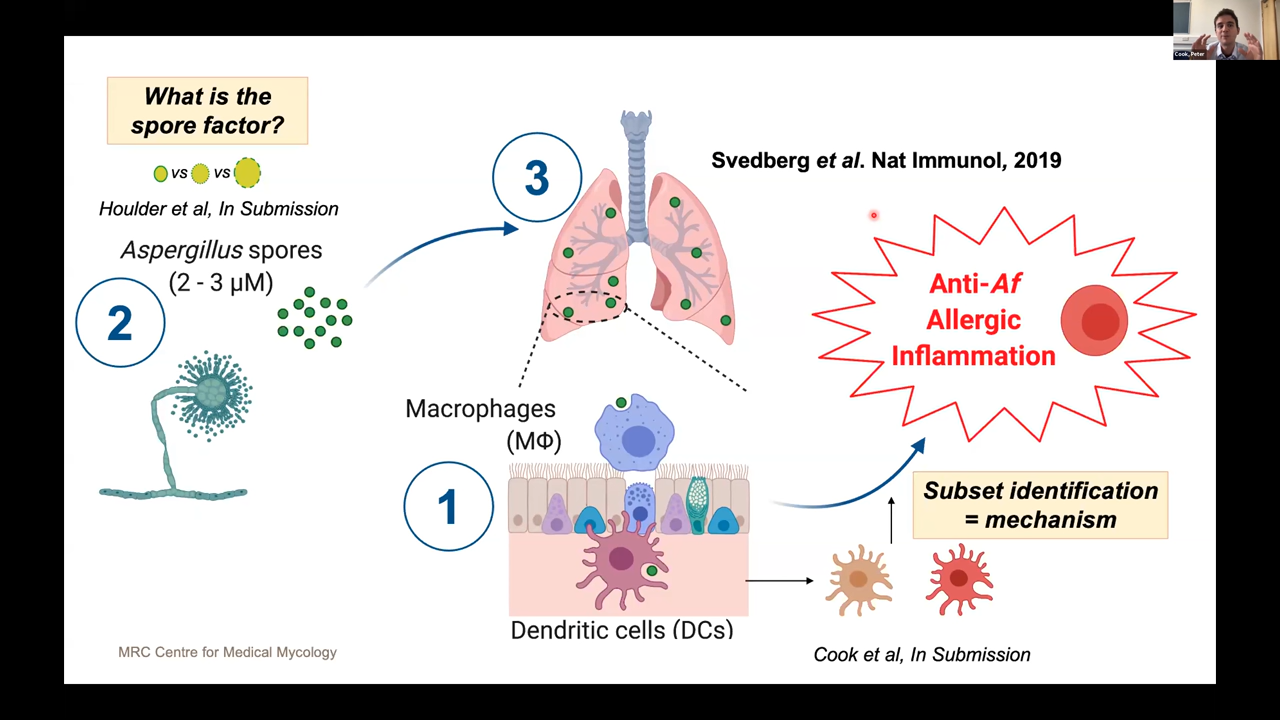 Cook, Peter
What is the
spore factor?
vs vs
Houlder et al, In Submission
Aspergillus spores
(2 - 3 µM)
2
3
Svedberg et al. Nat Immunol, 2019
Anti-Af
Allergic
Inflammation
Macrophages
(MΦ)
1
Subset identification
= mechanism
Dendritic cells (DCs)
Cook et al, In Submission
MRC Centre for Medical Mycology